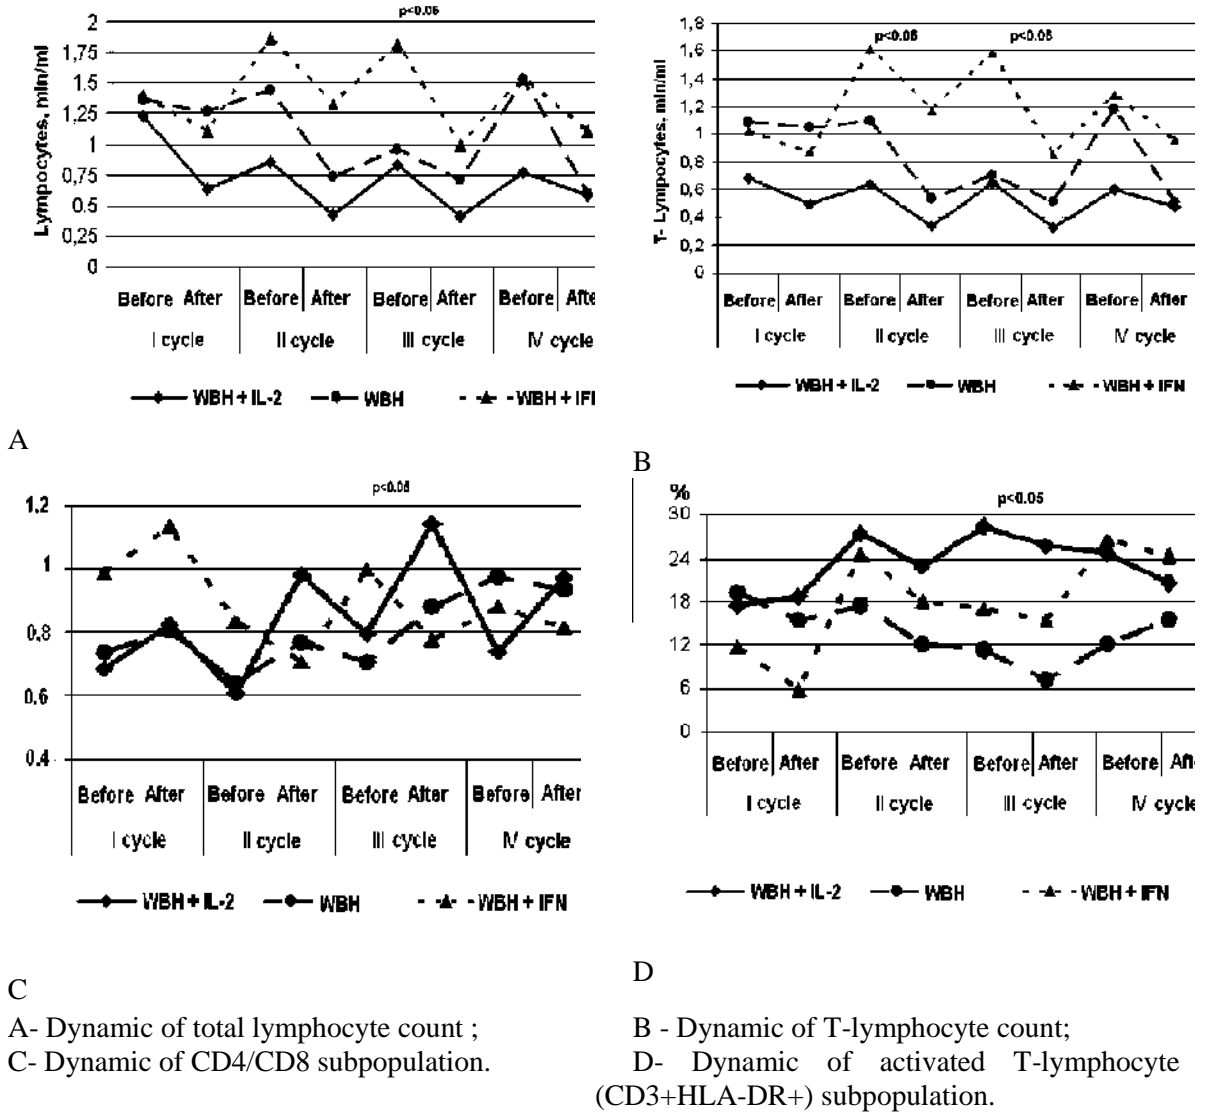 p<0.05
Lympocytes, mln/ml
2
1,75
1,5
1,25
1
0,75
0,5
0,25
0
Before After Before After Before After Before Afte
I cycle II cycle III cycle IV cycle
WBH + IL-2 WBH WBH + IFI
A
p<0.05 p<0.05
T- Lympocytes, mln/ml
1,8
1,6
1,4
1,2
1
0,8
0,6
0,4
0,2
0
Before After Before After Before After Before After
I cycle II cycle III cycle IV cycle
WBH + IL-2 WBH WBH + IFN
B
p<0.05
1,2
1
0,8
0,6
0,4
Before After Before After Before After Before After
I cycle II cycle III cycle IV cycle
WBH + IL-2 WBH WBH + IFN
C
%
p<0.05
30
24
18
12
6
0
Before After Before After Before After Before Aft
I cycle II cycle III cycle IV cycle
WBH + IL-2 WBH WBH + IFN
D
A- Dynamic of total lymphocyte count ;
C- Dynamic of CD4/CD8 subpopulation.
B - Dynamic of T-lymphocyte count;
D- Dynamic of activated T-lymphocyte
(CD3+HLA-DR+) subpopulation.